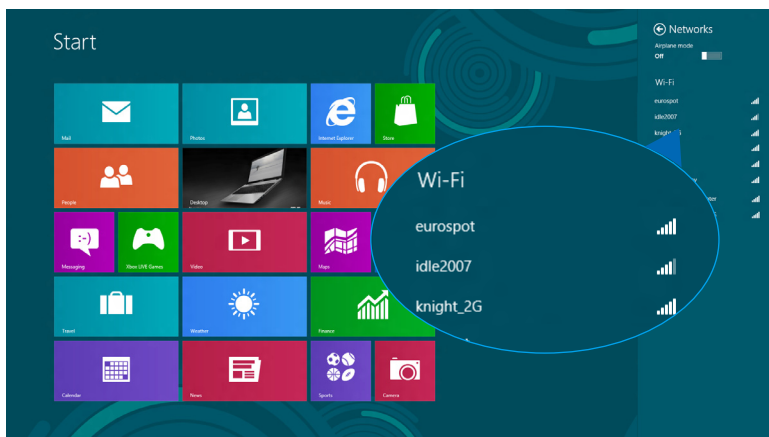 Start
Mail
Photos
Internet Explorer
Store
People
Desktop
Music
Messaging
Xbox LIVE Games
Video
Maps
Travel
Weather
Finance
Calendar
News
Sports
Camera
Networks
Airplane mode
Off
Wi-Fi
eurospot
idle2007
Wi-Fi
eurospot
idle2007
knight_2G